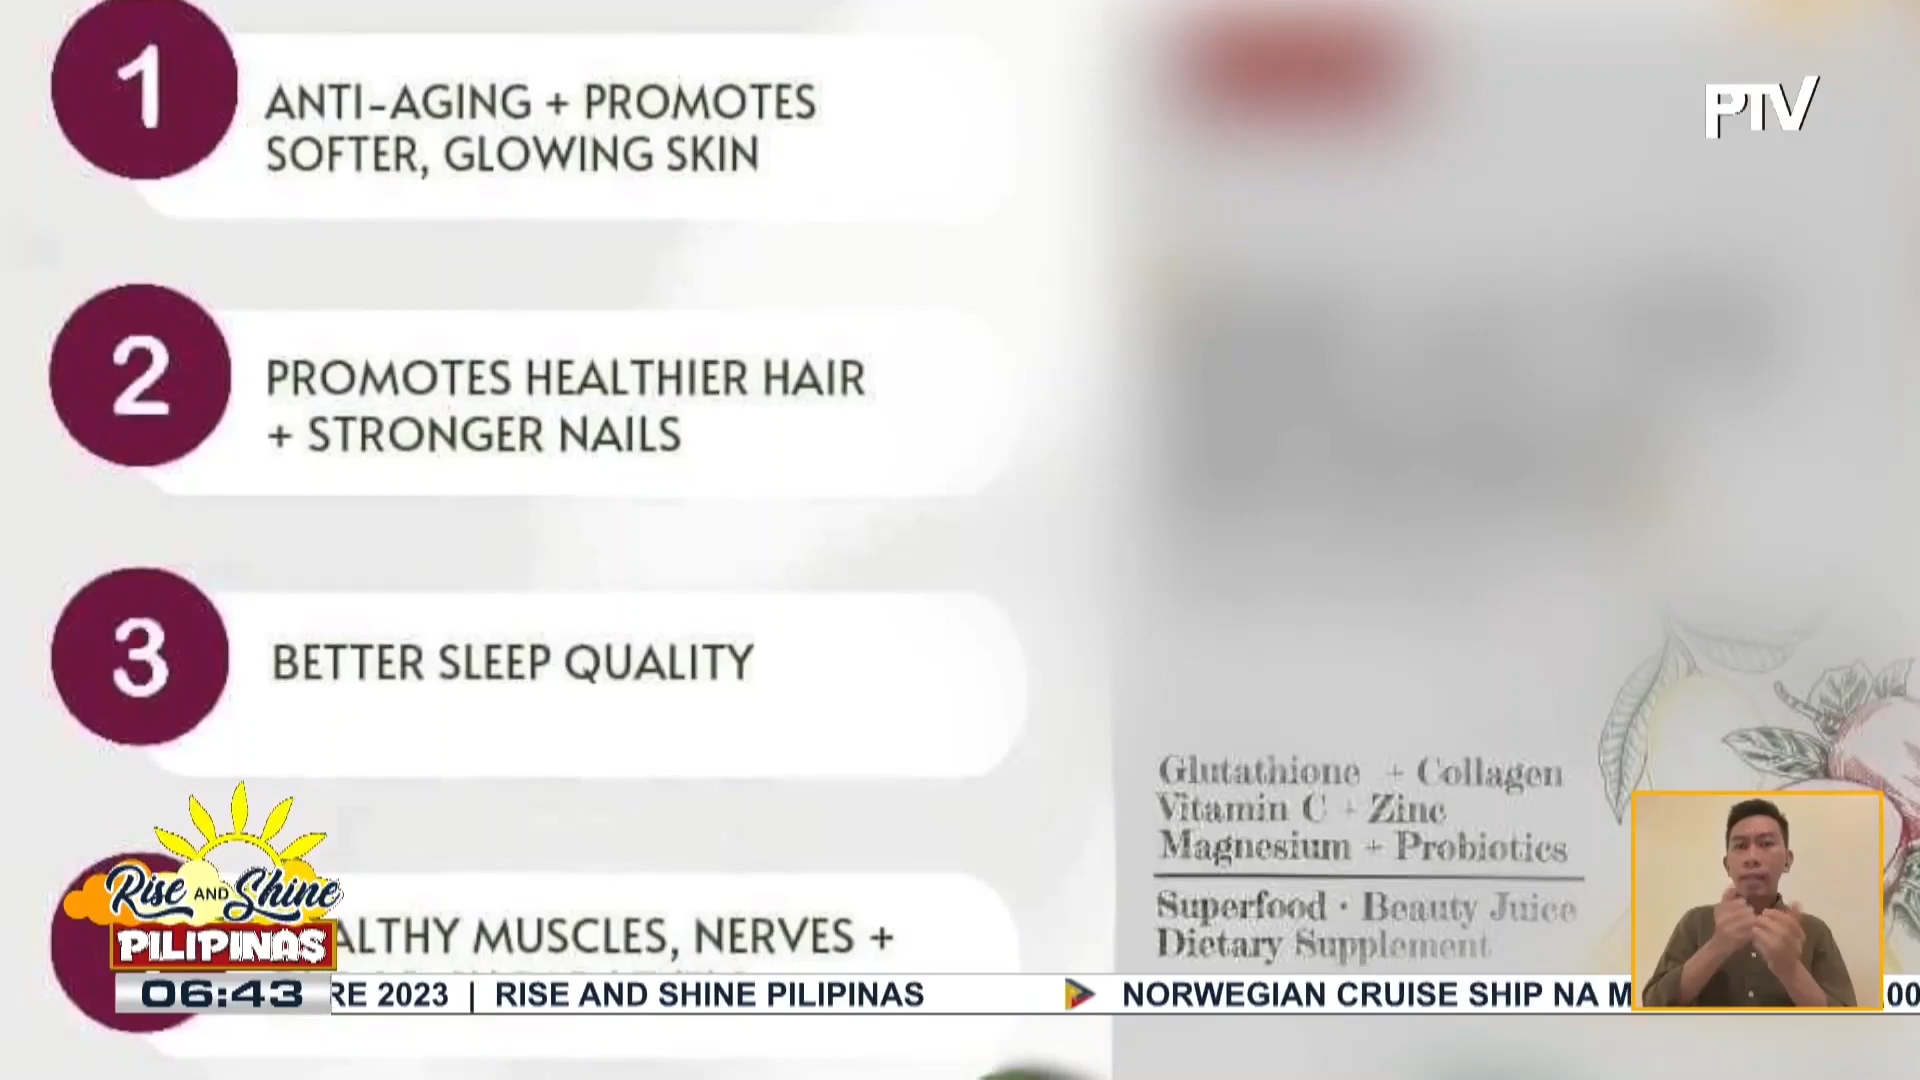 1
ANTI-AGING + PROMOTES
SOFTER, GLOWING SKIN
PTV
2
PROMOTES HEALTHIER HAIR
+ STRONGER NAILS
3
BETTER SLEEP QUALITY
Glutathione + Collagen
Vitamin C + Zinc
Magnesium + Probiotics
Superfood · Beauty Juice
Dietary Supplement
MUSCLES, NERVES +
Rise AND Shine
PILIPINAS
06:43
2023 | RISE AND SHINE PILIPINAS
NORWEGIAN CRUISE SHIP NA